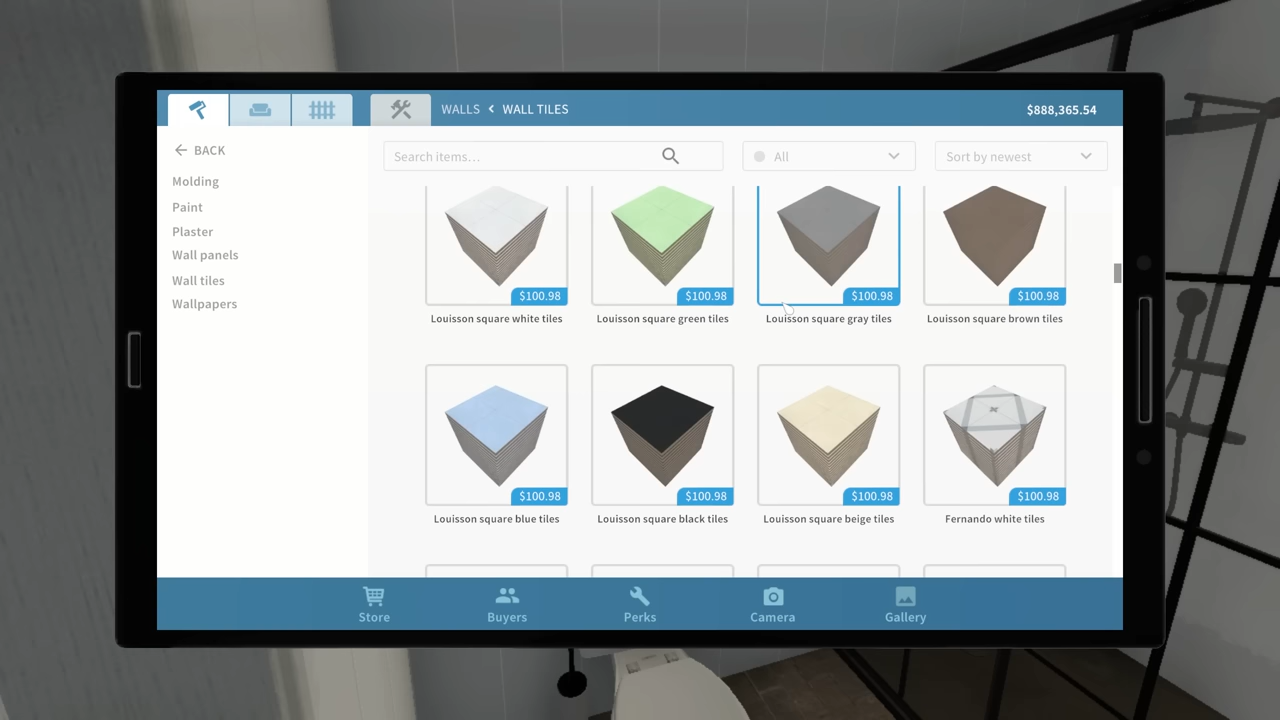 WALLS < WALL TILES
$888,365.54
BACK
Molding
Paint
Plaster
Wall panels
Wall tiles
Wallpapers
Search items...
All
Sort by newest
$100.98
$100.98
$100.98
$100.98
Louisson square white tiles
Louisson square green tiles
Louisson square gray tiles
Louisson square brown tiles
$100.98
$100.98
$100.98
$100.98
Louisson square blue tiles
Louisson square black tiles
Louisson square beige tiles
Fernando white tiles
Store
Buyers
Perks
Camera
Gallery